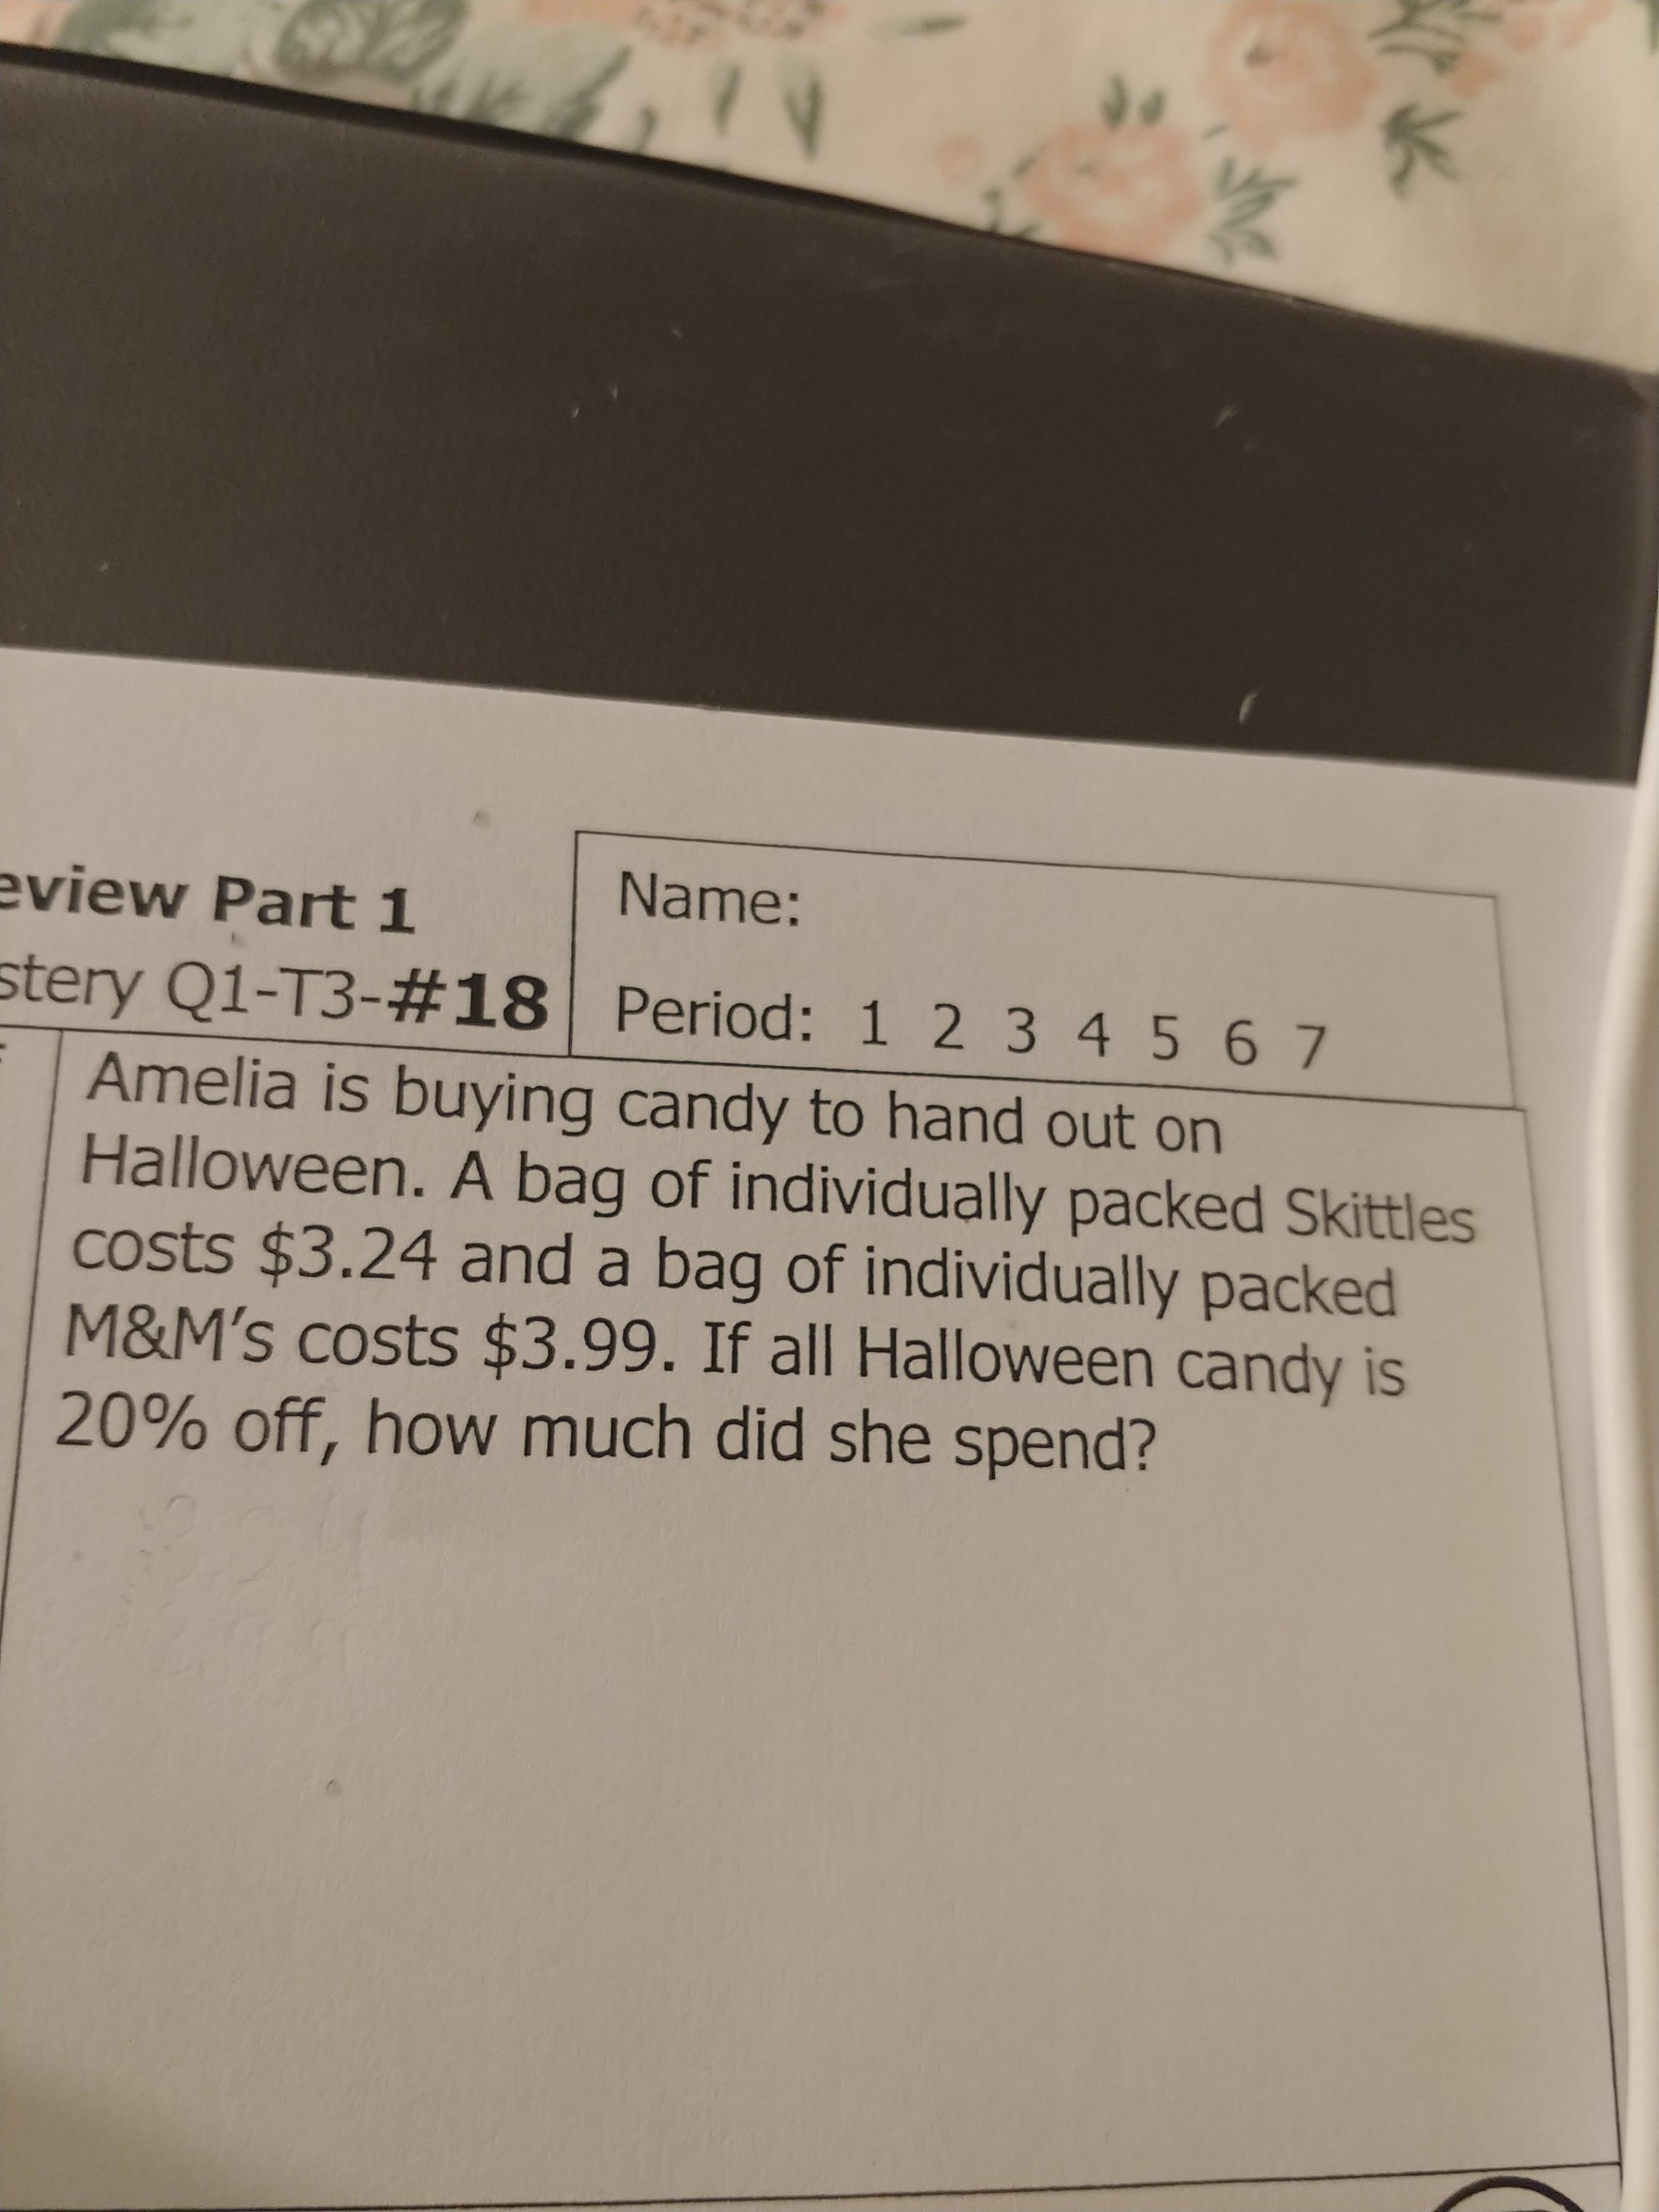 eview Part 1
stery Q1-T3-#18
Name:
Period: 1 2 3 4 5 6 7
Amelia is buying candy to hand out on
Halloween. A bag of individually packed Skittles
costs $3.24 and a bag of individually packed
M&M's costs $3.99. If all Halloween candy is
20% off, how much did she spend?